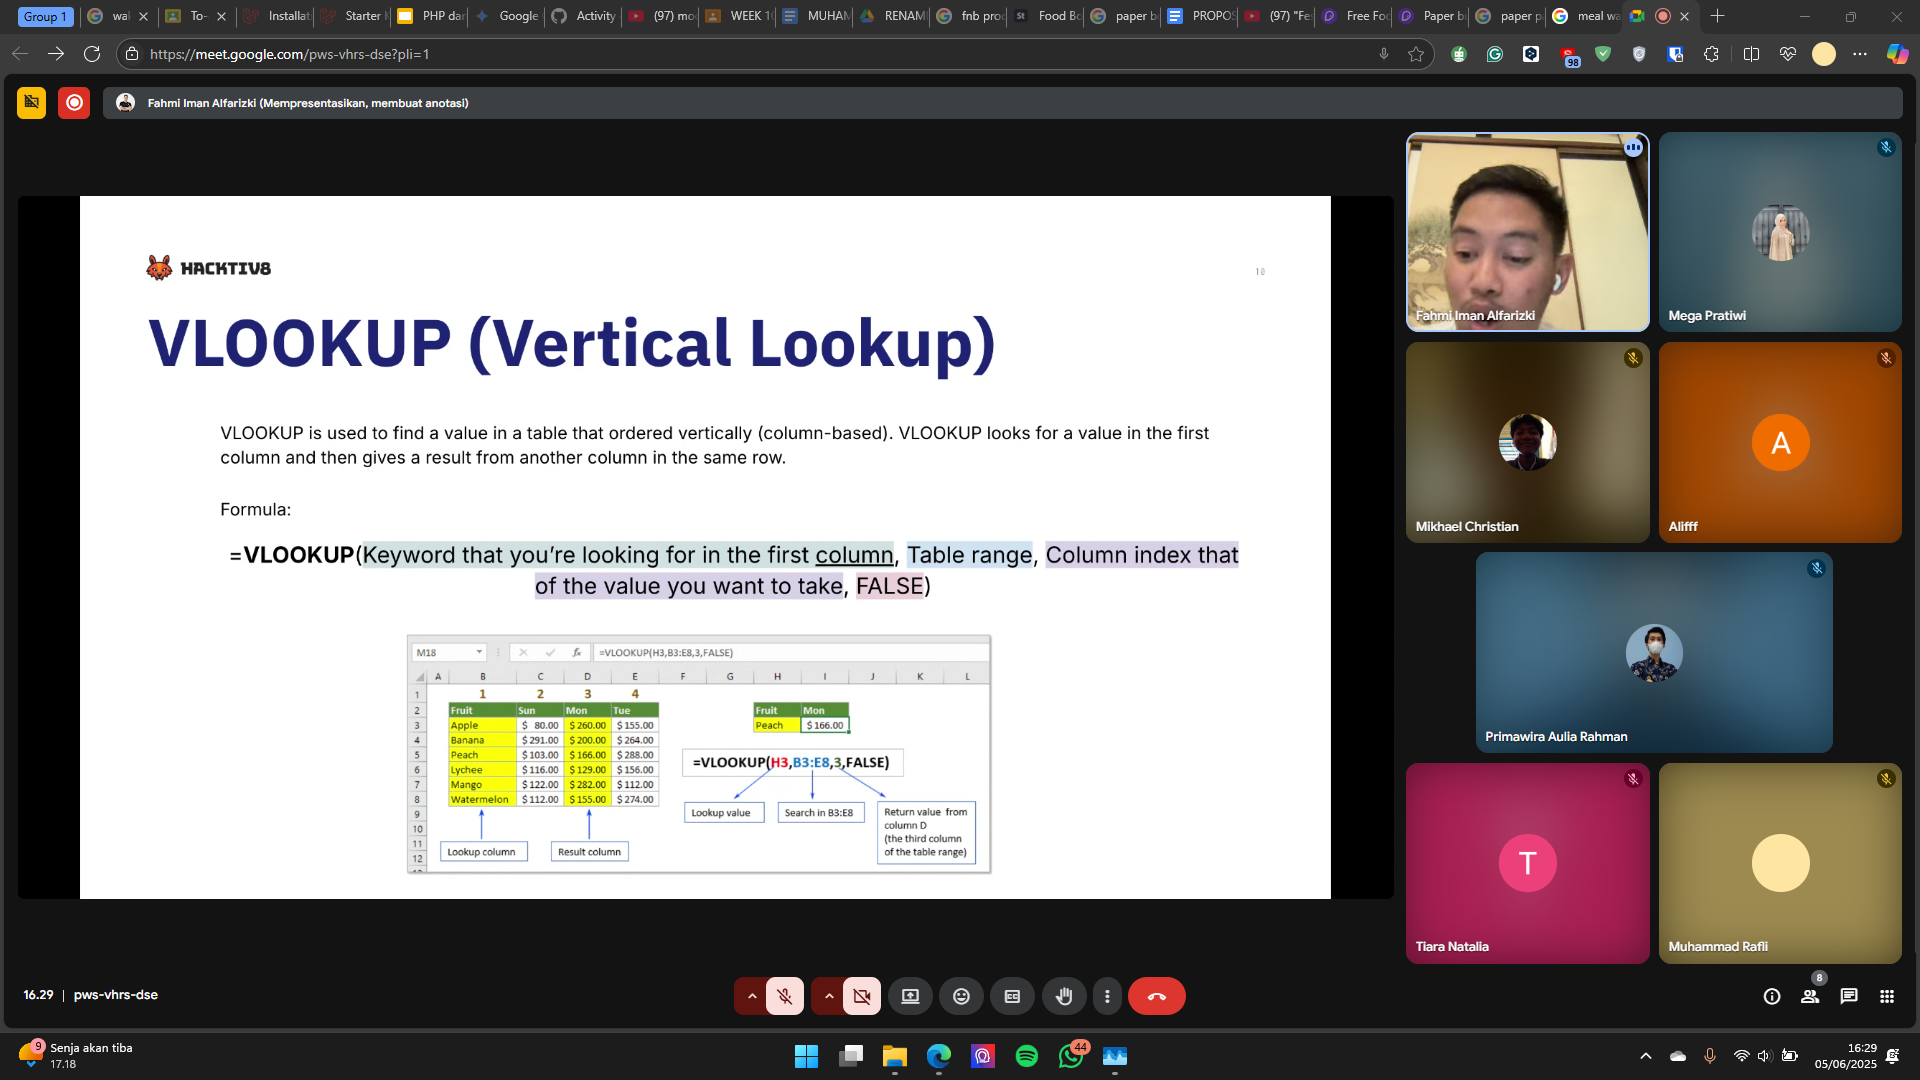 Group 1
wal
To-
Installat
Starter
PHP dar
Google
Activity
(97) mo
WEEK 10
MUHAM
RENAM
fnb pro
Food Bo
paper b
PROPOS
(97) "Fe
Free Foo
Paper b
paper p
meal wa
https://meet.google.com/pws-vhrs-dse?pli=1
98
Fahmi Iman Alfarizki (Mempresentasikan, membuat anotasi)
HACKTIV8
10
VLOOKUP (Vertical Lookup)
VLOOKUP is used to find a value in a table that ordered vertically (column-based). VLOOKUP looks for a value in the first
column and then gives a result from another column in the same row.
Formula:
=VLOOKUP(Keyword that you're looking for in the first column, Table range, Column index that
of the value you want to take, FALSE)
M18 fx =VLOOKUP(H3,B3:E8,3,FALSE)
A B C D E F G H I J K L
1 1 2 3 4
2 Fruit Sun Mon Tue Fruit Mon
3 Apple $ 80.00 $ 260.00 $ 155.00 Peach $ 166.00
4 Banana $ 291.00 $ 200.00 $ 264.00
5 Peach $ 103.00 $ 166.00 $ 288.00
6 Lychee $ 116.00 $ 129.00 $ 156.00
7 Mango $ 122.00 $ 282.00 $ 112.00
8 Watermelon $ 112.00 $ 155.00 $ 274.00
9
10
11
12
=VLOOKUP(H3,B3:E8,3,FALSE)
Lookup value
Search in B3:E8
Return value from
column D
(the third column
of the table range)
Lookup column
Result column
Fahmi Iman Alfarizki
Mega Pratiwi
Mikhael Christian
A
Alifff
Primawira Aulia Rahman
T
Tiara Natalia
Muhammad Rafli
16.29 | pws-vhrs-dse
8
9
Senja akan tiba
17.18
44
16:29
05/06/2025